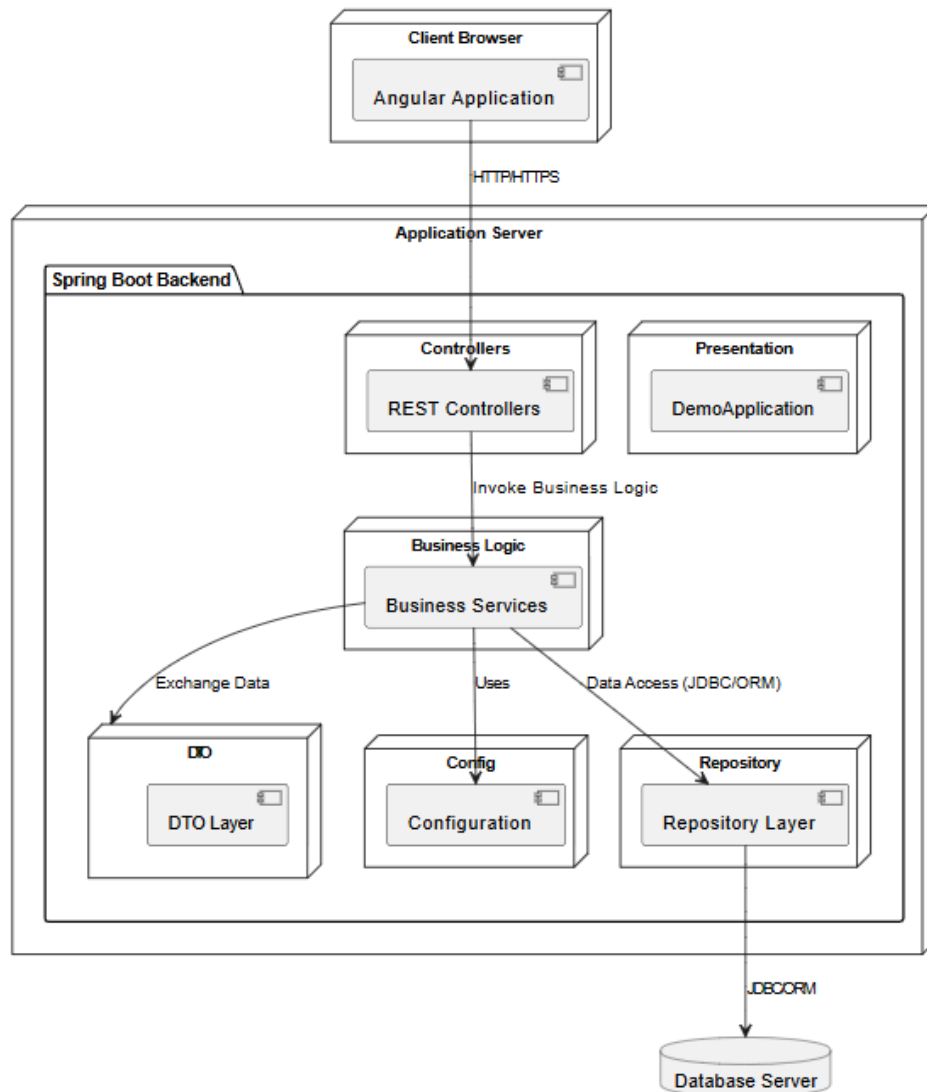 Client Browser
Angular Application
HTTP/HTTPS
Application Server
Spring Boot Backend
Controllers
REST Controllers
Presentation
DemoApplication
Invoke Business Logic
Business Logic
Business Services
Exchange Data
Uses
Data Access (JDBC/ORM)
DTO
DTO Layer
Config
Configuration
Repository
Repository Layer
JDBC/ORM
Database Server